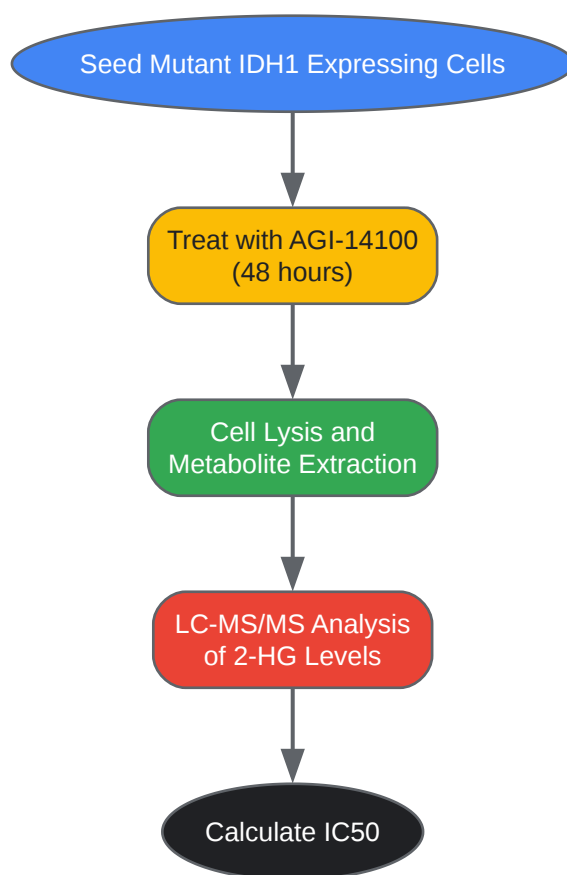 Seed Mutant IDH1 Expressing Cells
Treat with AGI-14100
(48 hours)
Cell Lysis and
Metabolite Extraction
LC-MS/MS Analysis
of 2-HG Levels
Calculate IC50